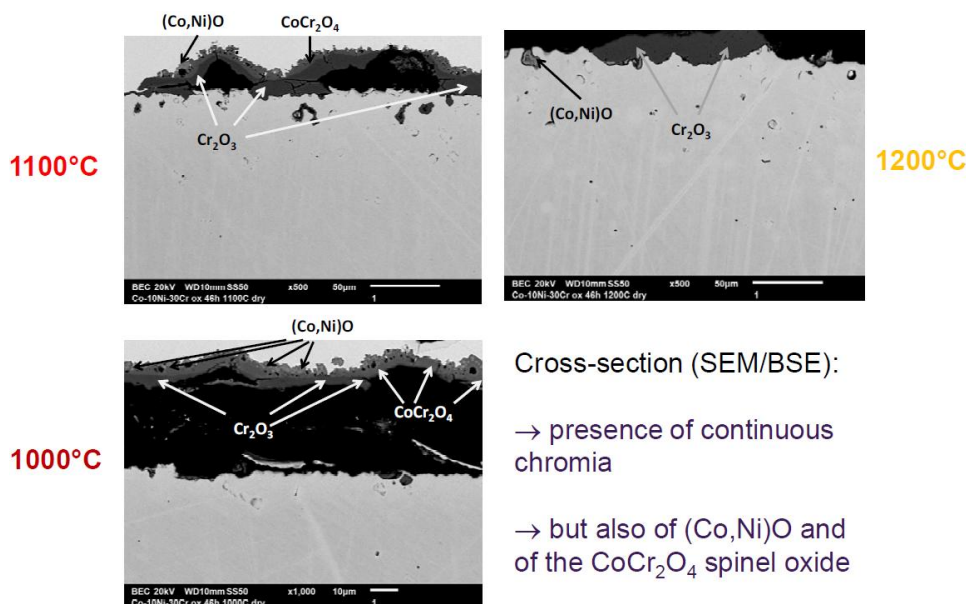 (Co,Ni)O
CoCr₂O₄
Cr₂O₃
1100°C
BEC 20kV WD10mm SS50 x500 50µm
Co-10Ni-30Cr ox 46h 1100C dry 1
(Co,Ni)O
Cr₂O₃
1200°C
BEC 20kV WD10mm SS50 x500 50µm
Co-10Ni-30Cr ox 46h 1200C dry 1
(Co,Ni)O
Cr₂O₃
CoCr₂O₄
1000°C
BEC 20kV WD10mm SS50 x1,000 10µm
Co-10Ni-30Cr ox 46h 1000C dry 1
Cross-section (SEM/BSE):
→ presence of continuous
chromia
→ but also of (Co,Ni)O and
of the CoCr₂O₄ spinel oxide